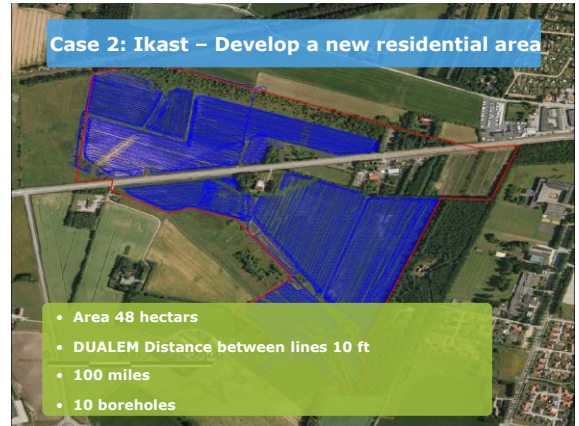 Case 2: Ikast – Develop a new residential area
• Area 48 hectars
• DUALEM Distance between lines 10 ft
• 100 miles
• 10 boreholes